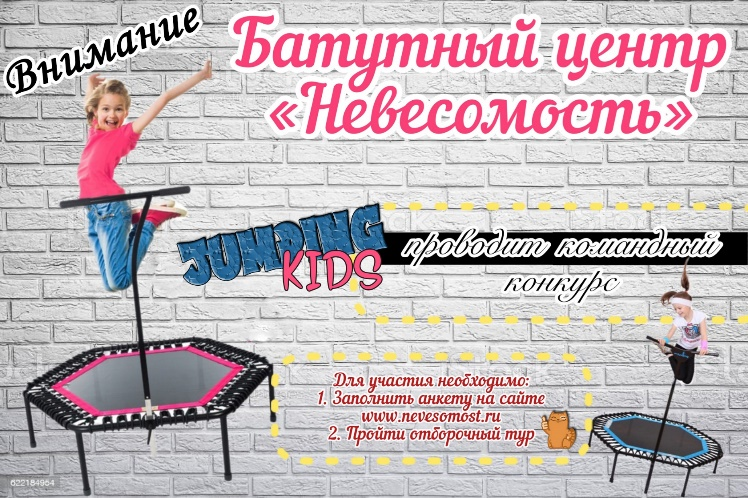 Внимание
Батутный центр
«Невесомость»
JUMPING
KIDS
проводит командный
конкурс
Для участия необходимо:
1. Заполнить анкету на сайте
www.nevesomost.ru
2. Пройти отборочный тур
622184954